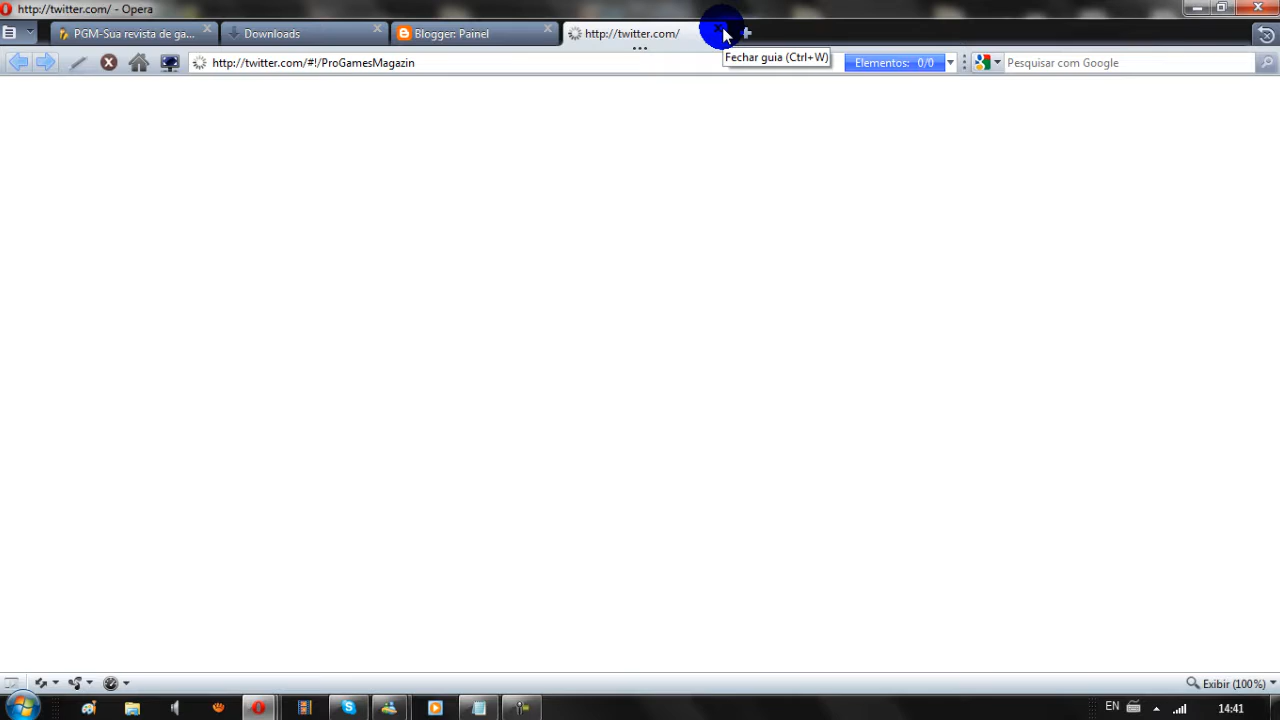 http://twitter.com/ - Opera
PGM-Sua revista de ga...
Downloads
Blogger: Painel
http://twitter.com/
http://twitter.com/#!/ProGamesMagazin
Fechar guia (Ctrl+W)
Elementos: 0/0
Pesquisar com Google
Exibir (100%)
EN
14:41